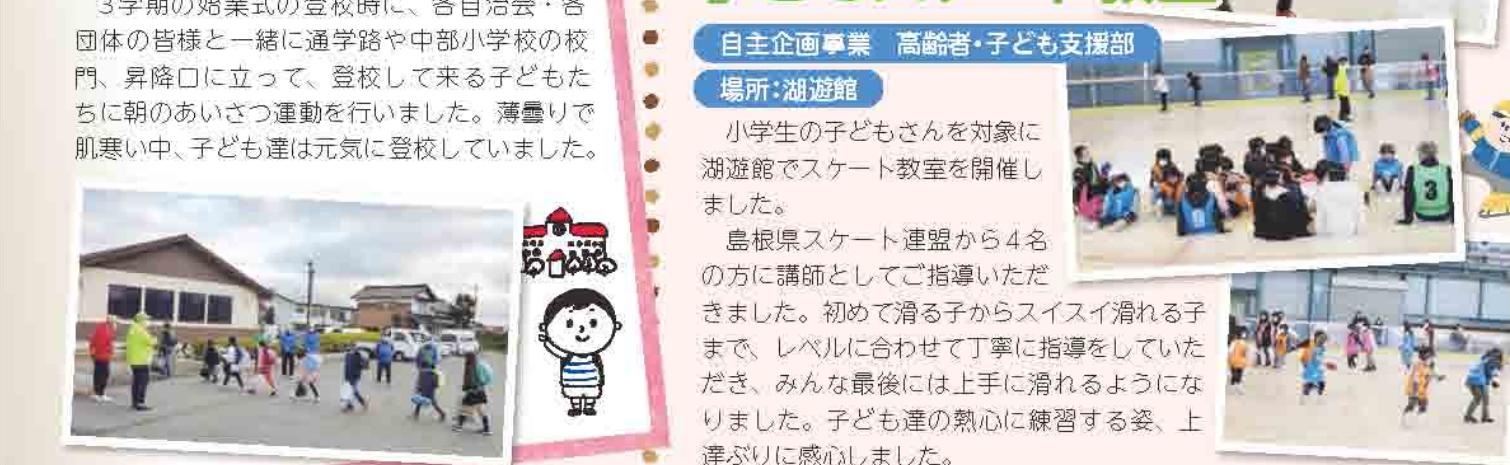 3学期の始業式の登校時に、各自治会・各
団体の皆様と一緒に通学路や中部小学校の校
門、昇降口に立って、登校して来る子どもた
ちに朝のあいさつ運動を行いました。薄曇りで
肌寒い中、子ども達は元気に登校していました。
自主企画事業 高齢者・子ども支援部
場所:湖遊館
小学生の子どもさんを対象に
湖遊館でスケート教室を開催し
ました。
島根県スケート連盟から4名
の方に講師としてご指導いただ
きました。初めて滑る子からスイスイ滑れる子
まで、レベルに合わせて丁寧に指導をしていた
だき、みんな最後には上手に滑れるようにな
りました。子ども達の熱心に練習する姿、上
達ぶりに感心しました。
3